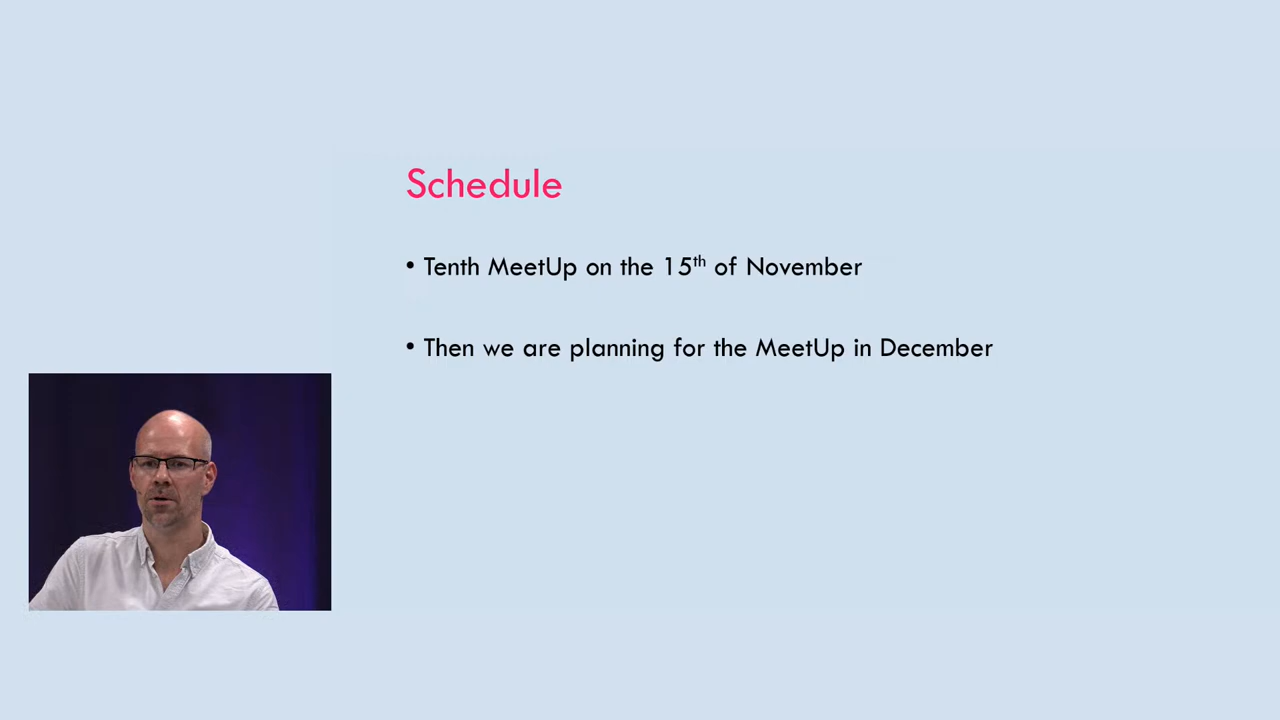 Schedule
• Tenth MeetUp on the 15th of November
• Then we are planning for the MeetUp in December